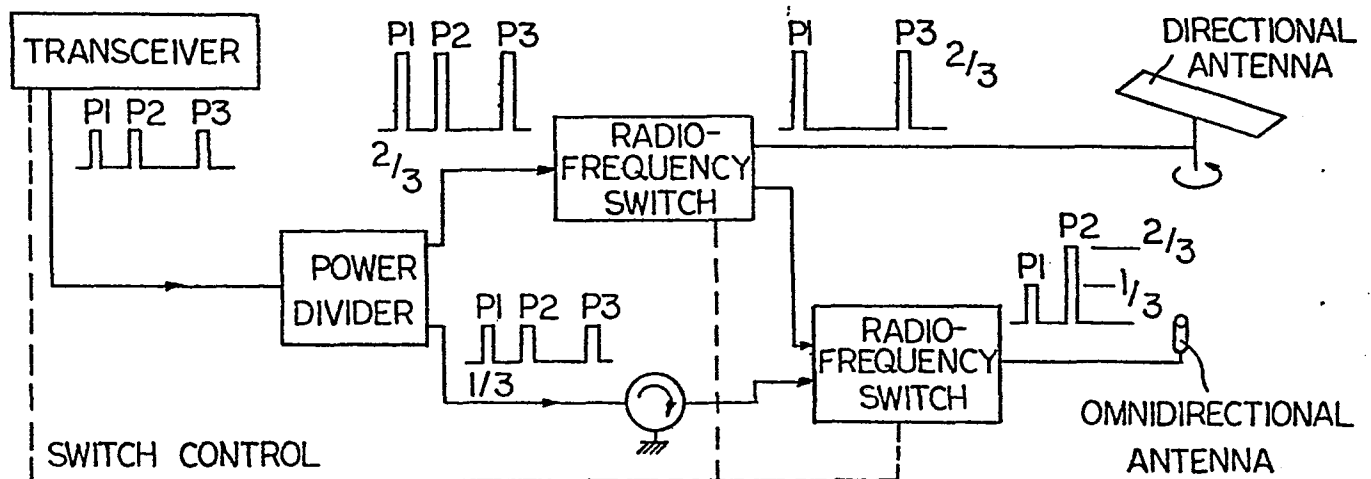 TRANSCEIVER
P1 P2 P3
P1 P2 P3
2/3
P1 P3
2/3
DIRECTIONAL
ANTENNA
RADIO-
FREQUENCY
SWITCH
POWER
DIVIDER
P1 P2 P3
1/3
RADIO-
FREQUENCY
SWITCH
P1 P2
2/3
1/3
OMNIDIRECTIONAL
ANTENNA
SWITCH CONTROL